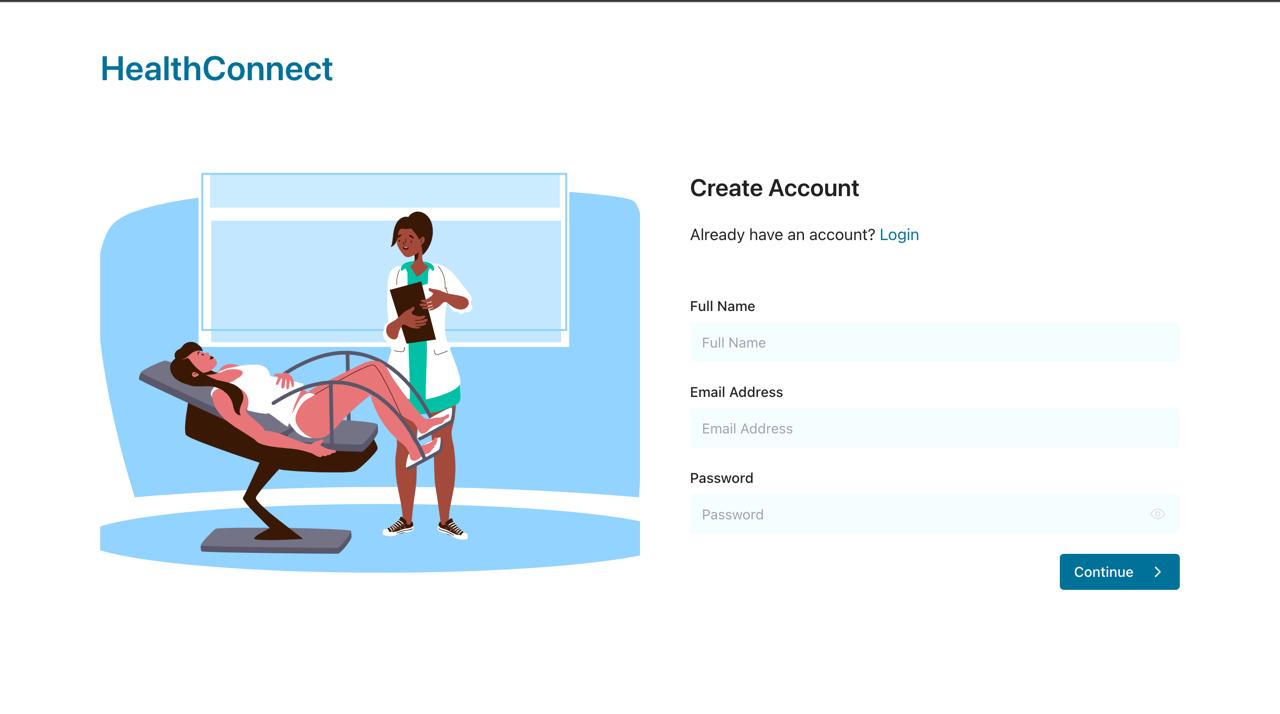 HealthConnect
Create Account
Already have an account? Login
Full Name
Full Name
Email Address
Email Address
Password
Password
Continue